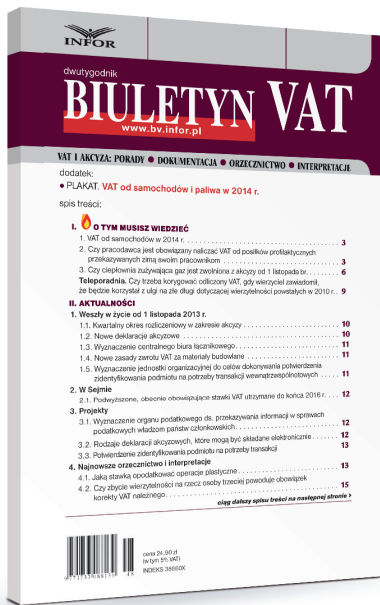 INFOR
dwutygodnik
BIULETYN VAT
www.bv.infor.pl
VAT I AKCYZA: PORADY ● DOKUMENTACJA ● ORZECZNICTWO ● INTERPRETACJE
dodatek:
● PLAKAT. VAT od samochodów i paliwa w 2014 r.
spis treści:
I. O TYM MUSISZ WIEDZIEĆ
1. VAT od samochodów w 2014 r. 3
2. Czy pracodawca jest obowiązany naliczać VAT od posiłków profilaktycznych
przekazywanych zimą swoim pracownikom 3
3. Czy ciepłownia zużywająca gaz jest zwolniona z akcyzy od 1 listopada br. 6
Teleporadnia. Czy trzeba korygować odliczony VAT, gdy wierzyciel zawiadomił,
że będzie korzystał z ulgi na złe długi dotyczącej wierzytelności powstałych w 2010 r. 9
II. AKTUALNOŚCI
1. Weszły w życie od 1 listopada 2013 r.
1.1. Kwartalny okres rozliczeniowy w zakresie akcyzy 10
1.2. Nowe deklaracje akcyzowe 10
1.3. Wyznaczenie centralnego biura łącznikowego 11
1.4. Nowe zasady zwrotu VAT za materiały budowlane 11
1.5. Wyznaczenie jednostki organizacyjnej do celów dokonywania potwierdzenia
zidentyfikowania podmiotu na potrzeby transakcji wewnątrzwspólnotowych 11
2. W Sejmie
2.1. Podwyższone, obecnie obowiązujące stawki VAT utrzymane do końca 2016 r. 12
3. Projekty
3.1. Wyznaczenie organu podatkowego ds. przekazywania informacji w sprawach
podatkowych władzom państw członkowskich 12
3.2. Rodzaje deklaracji akcyzowych, które mogą być składane elektronicznie 12
3.3. Potwierdzenie zidentyfikowania podmiotu na potrzeby transakcji 13
4. Najnowsze orzecznictwo i interpretacje
4.1. Jaką stawką opodatkować operacje plastyczne 13
4.2. Czy zbycie wierzytelności na rzecz osoby trzeciej powoduje obowiązek
korekty VAT należnego 15
ciąg dalszy spisu treści na następnej stronie >
cena 24,90 zł
(w tym 5% VAT)
INDEKS 38660X